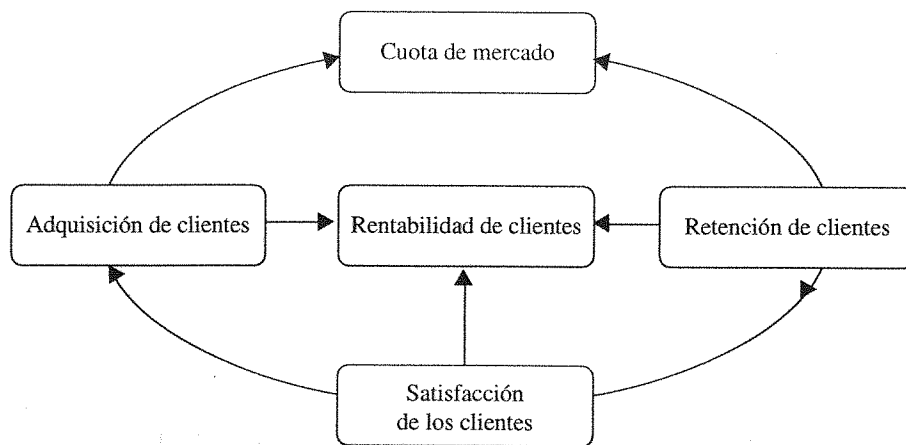 Cuota de mercado
Adquisición de clientes
Rentabilidad de clientes
Retención de clientes
Satisfacción
de los clientes